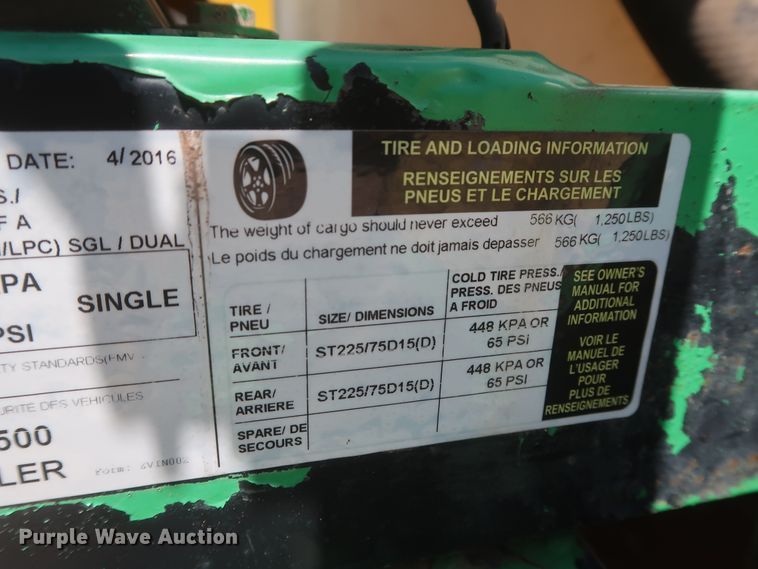 DATE: 4/2016
S./
F A
/LPC) SGL / DUAL
PA
SINGLE
PSI
TY STANDARDS(FMV
URITE DES VEHICULES
500
LER
TIRE AND LOADING INFORMATION
RENSEIGNEMENTS SUR LES
PNEUS ET LE CHARGEMENT
The weight of cargo should never exceed 566 KG( 1,250 LBS)
Le poids du chargement ne doit jamais depasser 566 KG( 1,250 LBS)
TIRE /
PNEU
SIZE/ DIMENSIONS
COLD TIRE PRESS./
PRESS. DES PNEUS
A FROID
FRONT/
AVANT
ST225/75D15(D)
448 KPA OR
65 PSI
REAR/
ARRIERE
ST225/75D15(D)
448 KPA OR
65 PSI
SPARE/ DE
SECOURS
SEE OWNER'S
MANUAL FOR
ADDITIONAL
INFORMATION
VOIR LE
MANUEL DE
L'USAGER
POUR
PLUS DE
RENSEIGNEMENTS
Purple Wave Auction